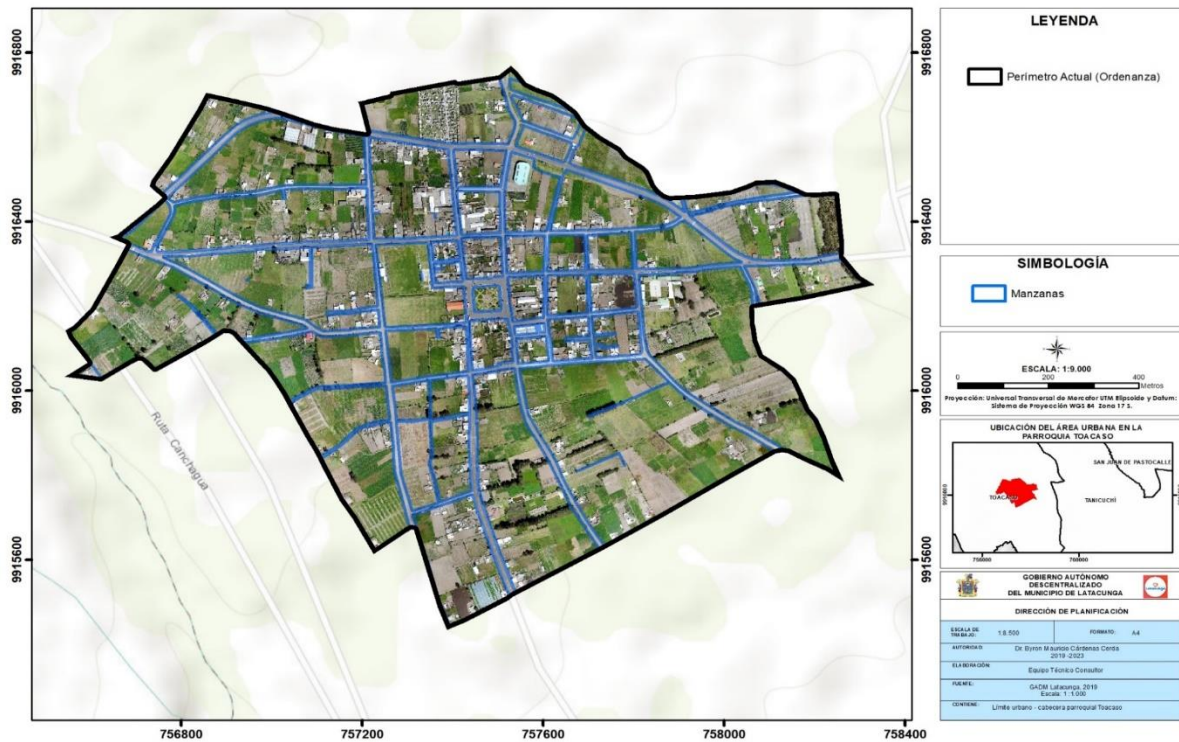 9916800
9916400
9916000
9915600
9916800
9916400
9916000
9915600
756800
757200
757600
758000
758400
Ruta Canchagua
LEYENDA
Perímetro Actual (Ordenanza)
SIMBOLOGÍA
Manzanas
ESCALA: 1:9.000
0 200 400
Metros
Proyección: Universal Transversal de Mercator UTM Elipsoide y Datum:
Sistema de Proyección WGS 84 Zona 17 S.
UBICACIÓN DEL ÁREA URBANA EN LA
PARROQUIA TOACASO
SAN JUAN DE PASTOCALLE
TOACASO
TANICUCHÍ
GOBIERNO AUTÓNOMO
DESCENTRALIZADO
DEL MUNICIPIO DE LATACUNGA
DIRECCIÓN DE PLANIFICACIÓN
ESCALA DE
TRABAJO: 1:8.500 FORMATO: A4
AUTORIDAD: Dr. Byron Mauricio Cárdenas Cerda
2019 -2023
ELABORACIÓN: Equipo Técnico Consultor
FUENTE: GADM Latacunga, 2019
Escala: 1:1.000
CONTIENE: Límite urbano - cabecera parroquial Toacaso